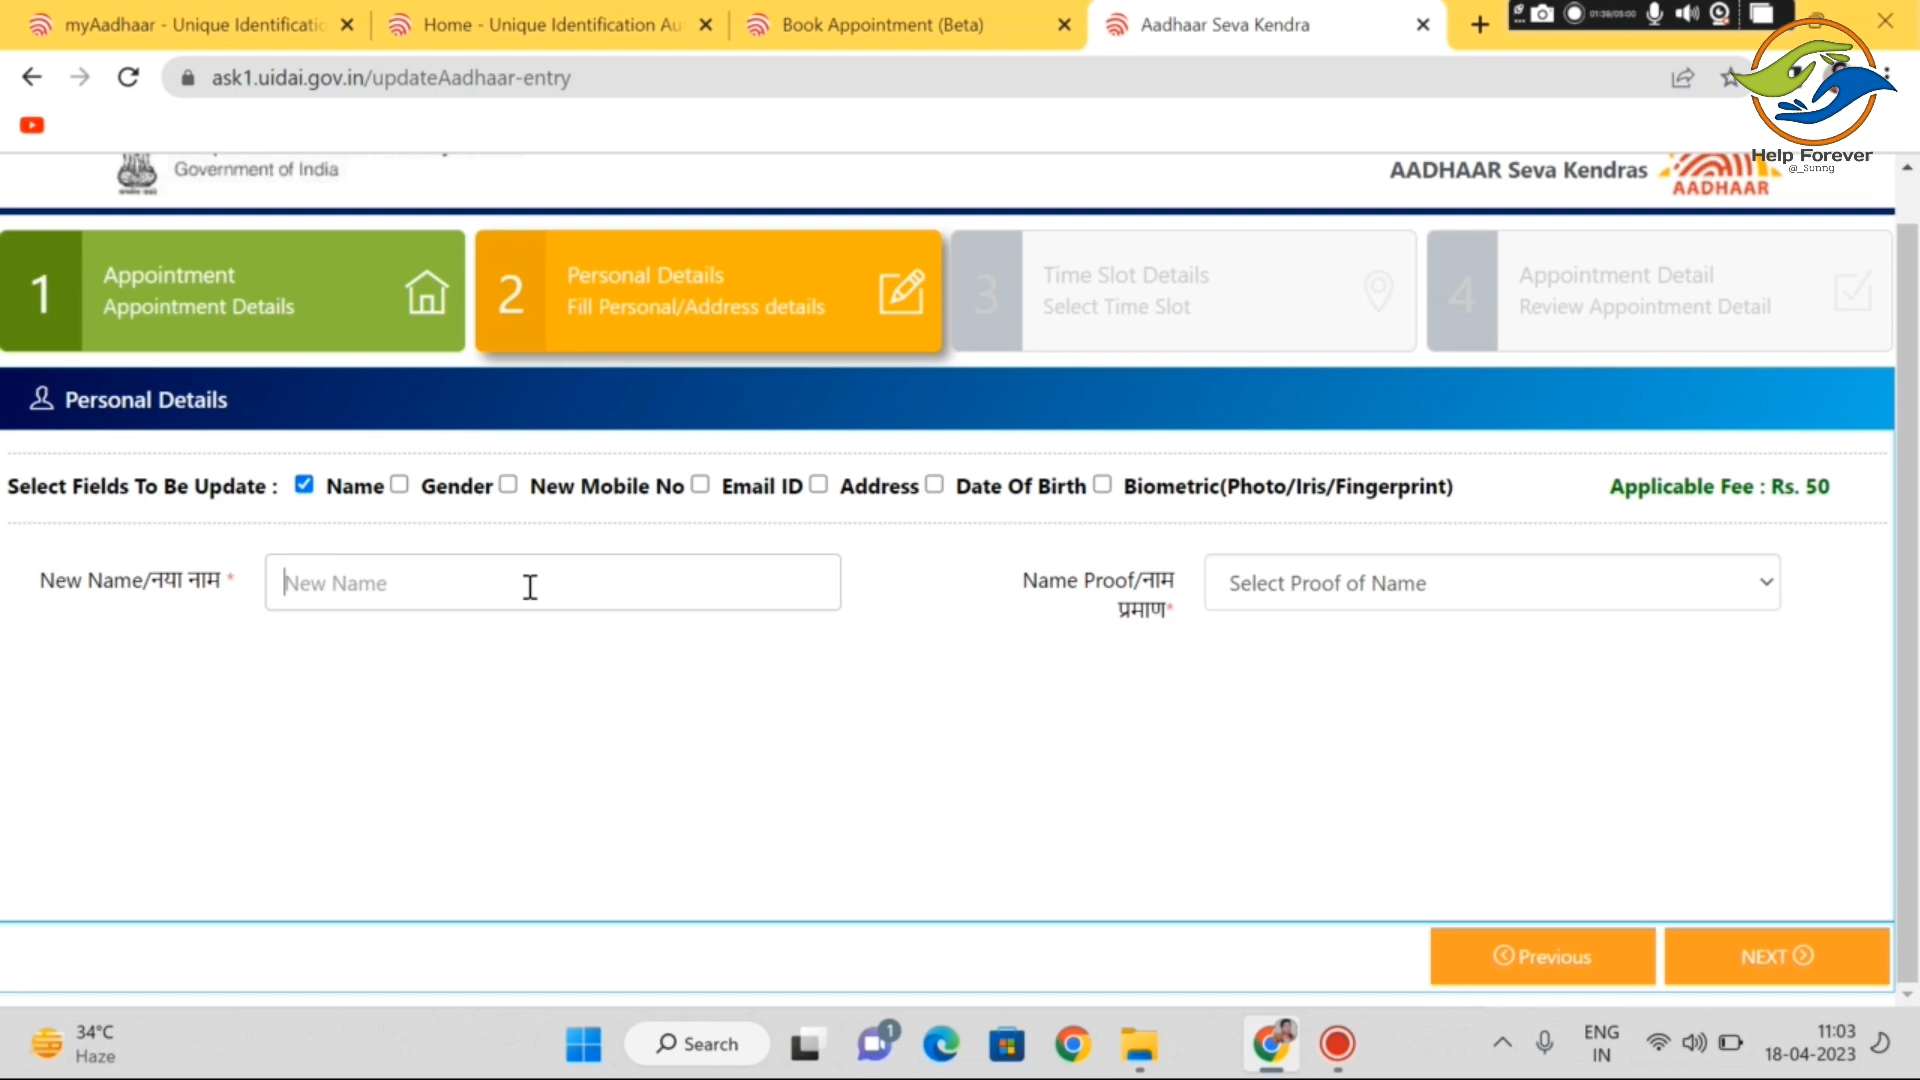 myAadhaar - Unique Identificatio
Home - Unique Identification Au
Book Appointment (Beta)
Aadhaar Seva Kendra
ask1.uidai.gov.in/updateAadhaar-entry
Help Forever
Government of India
AADHAAR Seva Kendras
AADHAAR
1
Appointment
Appointment Details
2
Personal Details
Fill Personal/Address details
3
Time Slot Details
Select Time Slot
4
Appointment Detail
Review Appointment Detail
Personal Details
Select Fields To Be Update : Name Gender New Mobile No Email ID Address Date Of Birth Biometric(Photo/Iris/Fingerprint) Applicable Fee : Rs. 50
New Name/नया नाम *
New Name
Name Proof/नाम
प्रमाण*
Select Proof of Name
Previous
NEXT
34°C
Haze
Search
1
ENG
IN
11:03
18-04-2023